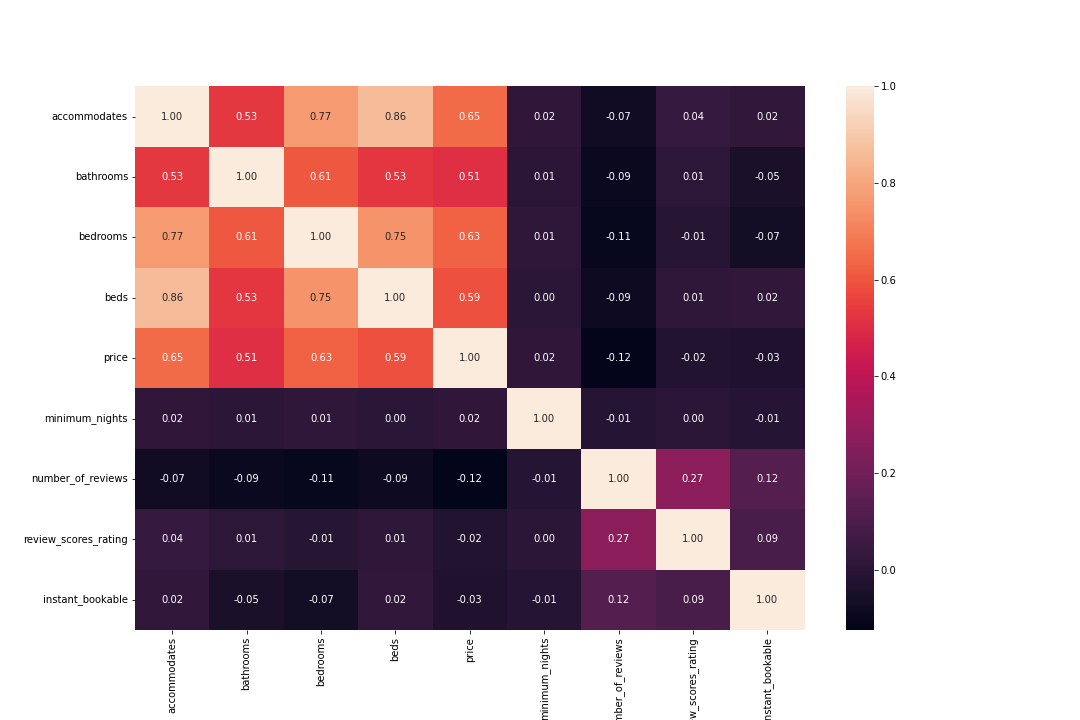 accommodates 1.00 0.53 0.77 0.86 0.65 0.02 -0.07 0.04 0.02
bathrooms 0.53 1.00 0.61 0.53 0.51 0.01 -0.09 0.01 -0.05
bedrooms 0.77 0.61 1.00 0.75 0.63 0.01 -0.11 -0.01 -0.07
beds 0.86 0.53 0.75 1.00 0.59 0.00 -0.09 0.01 0.02
price 0.65 0.51 0.63 0.59 1.00 0.02 -0.12 -0.02 -0.03
minimum_nights 0.02 0.01 0.01 0.00 0.02 1.00 -0.01 0.00 -0.01
number_of_reviews -0.07 -0.09 -0.11 -0.09 -0.12 -0.01 1.00 0.27 0.12
review_scores_rating 0.04 0.01 -0.01 0.01 -0.02 0.00 0.27 1.00 0.09
instant_bookable 0.02 -0.05 -0.07 0.02 -0.03 -0.01 0.12 0.09 1.00
accommodates
bathrooms
bedrooms
beds
price
minimum_nights
mber_of_reviews
w_scores_rating
nstant_bookable
1.0
0.8
0.6
0.4
0.2
0.0